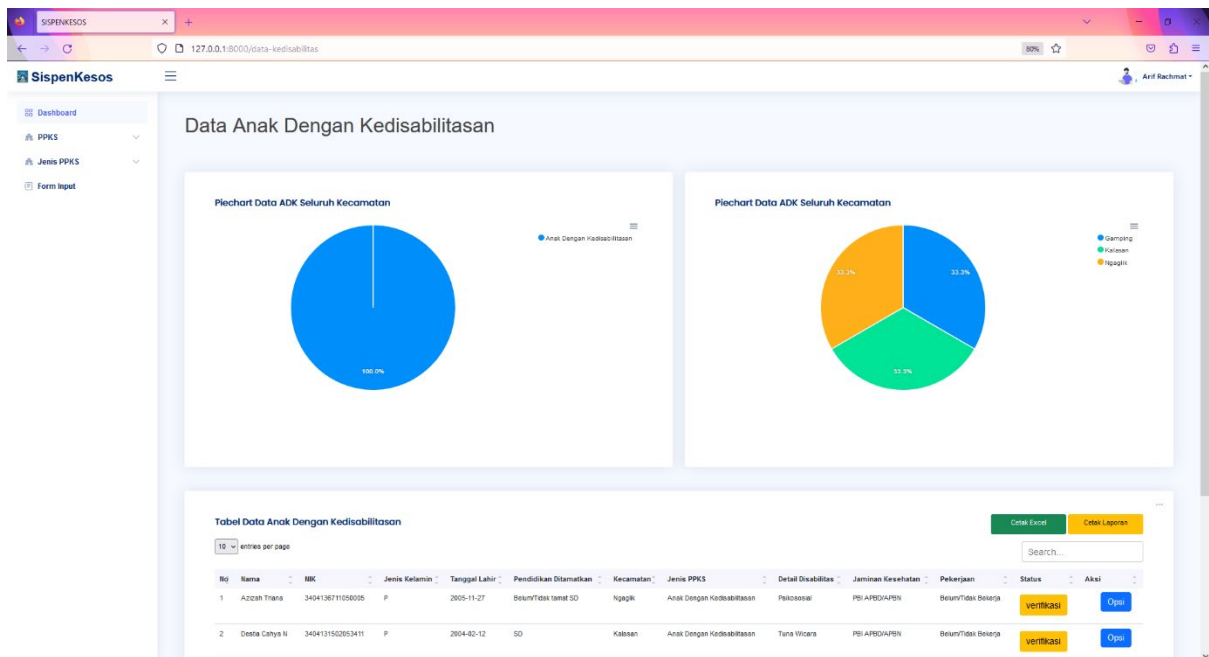 SISPENKESOS
127.0.0.1:8000/data-kedisabilitas
80%
SispenKesos
Arif Rachmat
Dashboard
PPKS
Jenis PPKS
Form Input
Data Anak Dengan Kedisabilitasan
Piechart Data ADK Seluruh Kecamatan
Anak Dengan Kedisabilitasan
100.0%
Piechart Data ADK Seluruh Kecamatan
Gamping
Kalasan
Ngaglik
33.3%
33.3%
33.3%
Tabel Data Anak Dengan Kedisabilitasan
Cetak Excel
Cetak Laporan
10 entries per page
Search...
No Nama NIK Jenis Kelamin Tanggal Lahir Pendidikan Ditamatkan Kecamatan Jenis PPKS Detail Disabilitas Jaminan Kesehatan Pekerjaan Status Aksi
1 Azizah Triana 3404136711050005 P 2005-11-27 Belum/Tidak tamat SD Ngaglik Anak Dengan Kedisabilitasan Psikososial PBI APBD/APBN Belum/Tidak Bekerja verifikasi Opsi
2 Destia Cahya N 3404131502053411 P 2004-02-12 SD Kalasan Anak Dengan Kedisabilitasan Tuna Wicara PBI APBD/APBN Belum/Tidak Bekerja verifikasi Opsi